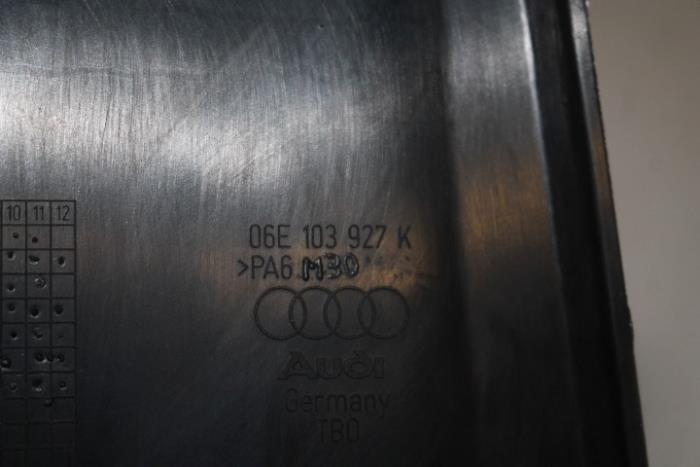 10 11 12
06E 103 927 K
>PA6 M30
Audi
Germany
TBO